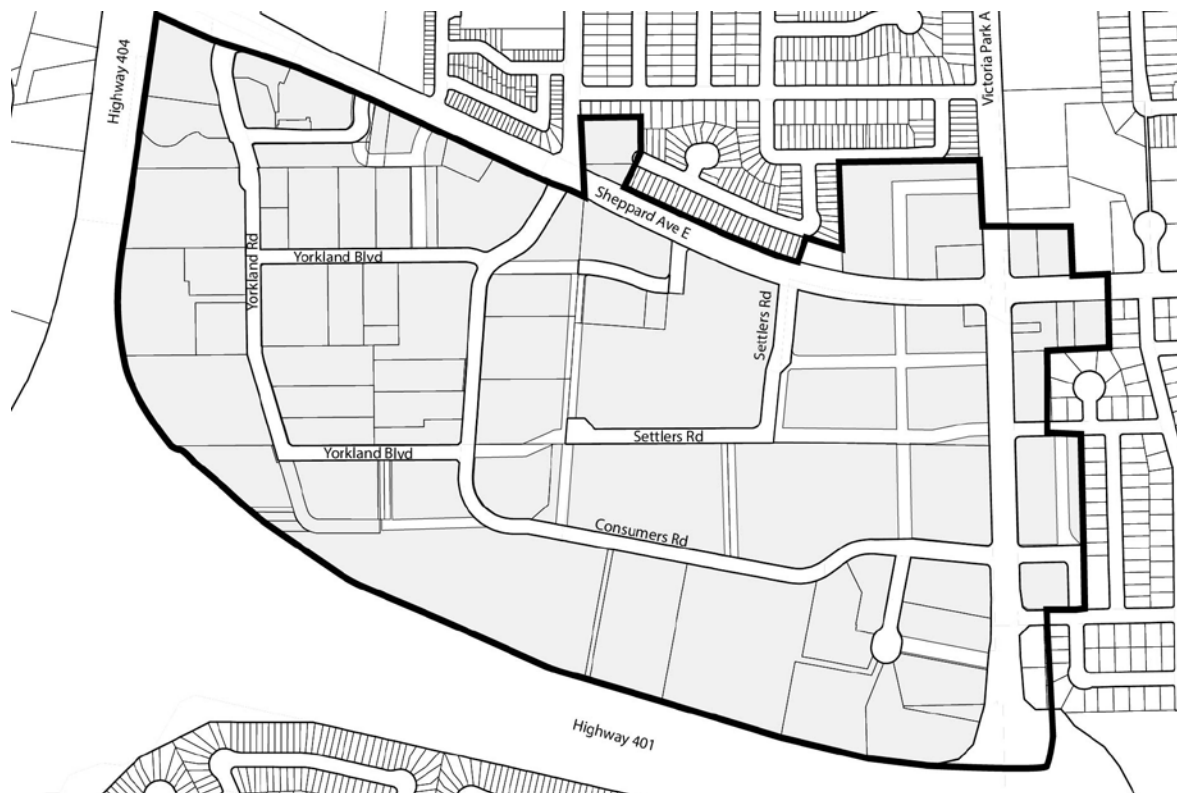 Highway 404
Victoria Park A
Sheppard Ave E
Yorkland Rd
Yorkland Blvd
Settlers Rd
Settlers Rd
Yorkland Blvd
Consumers Rd
Highway 401